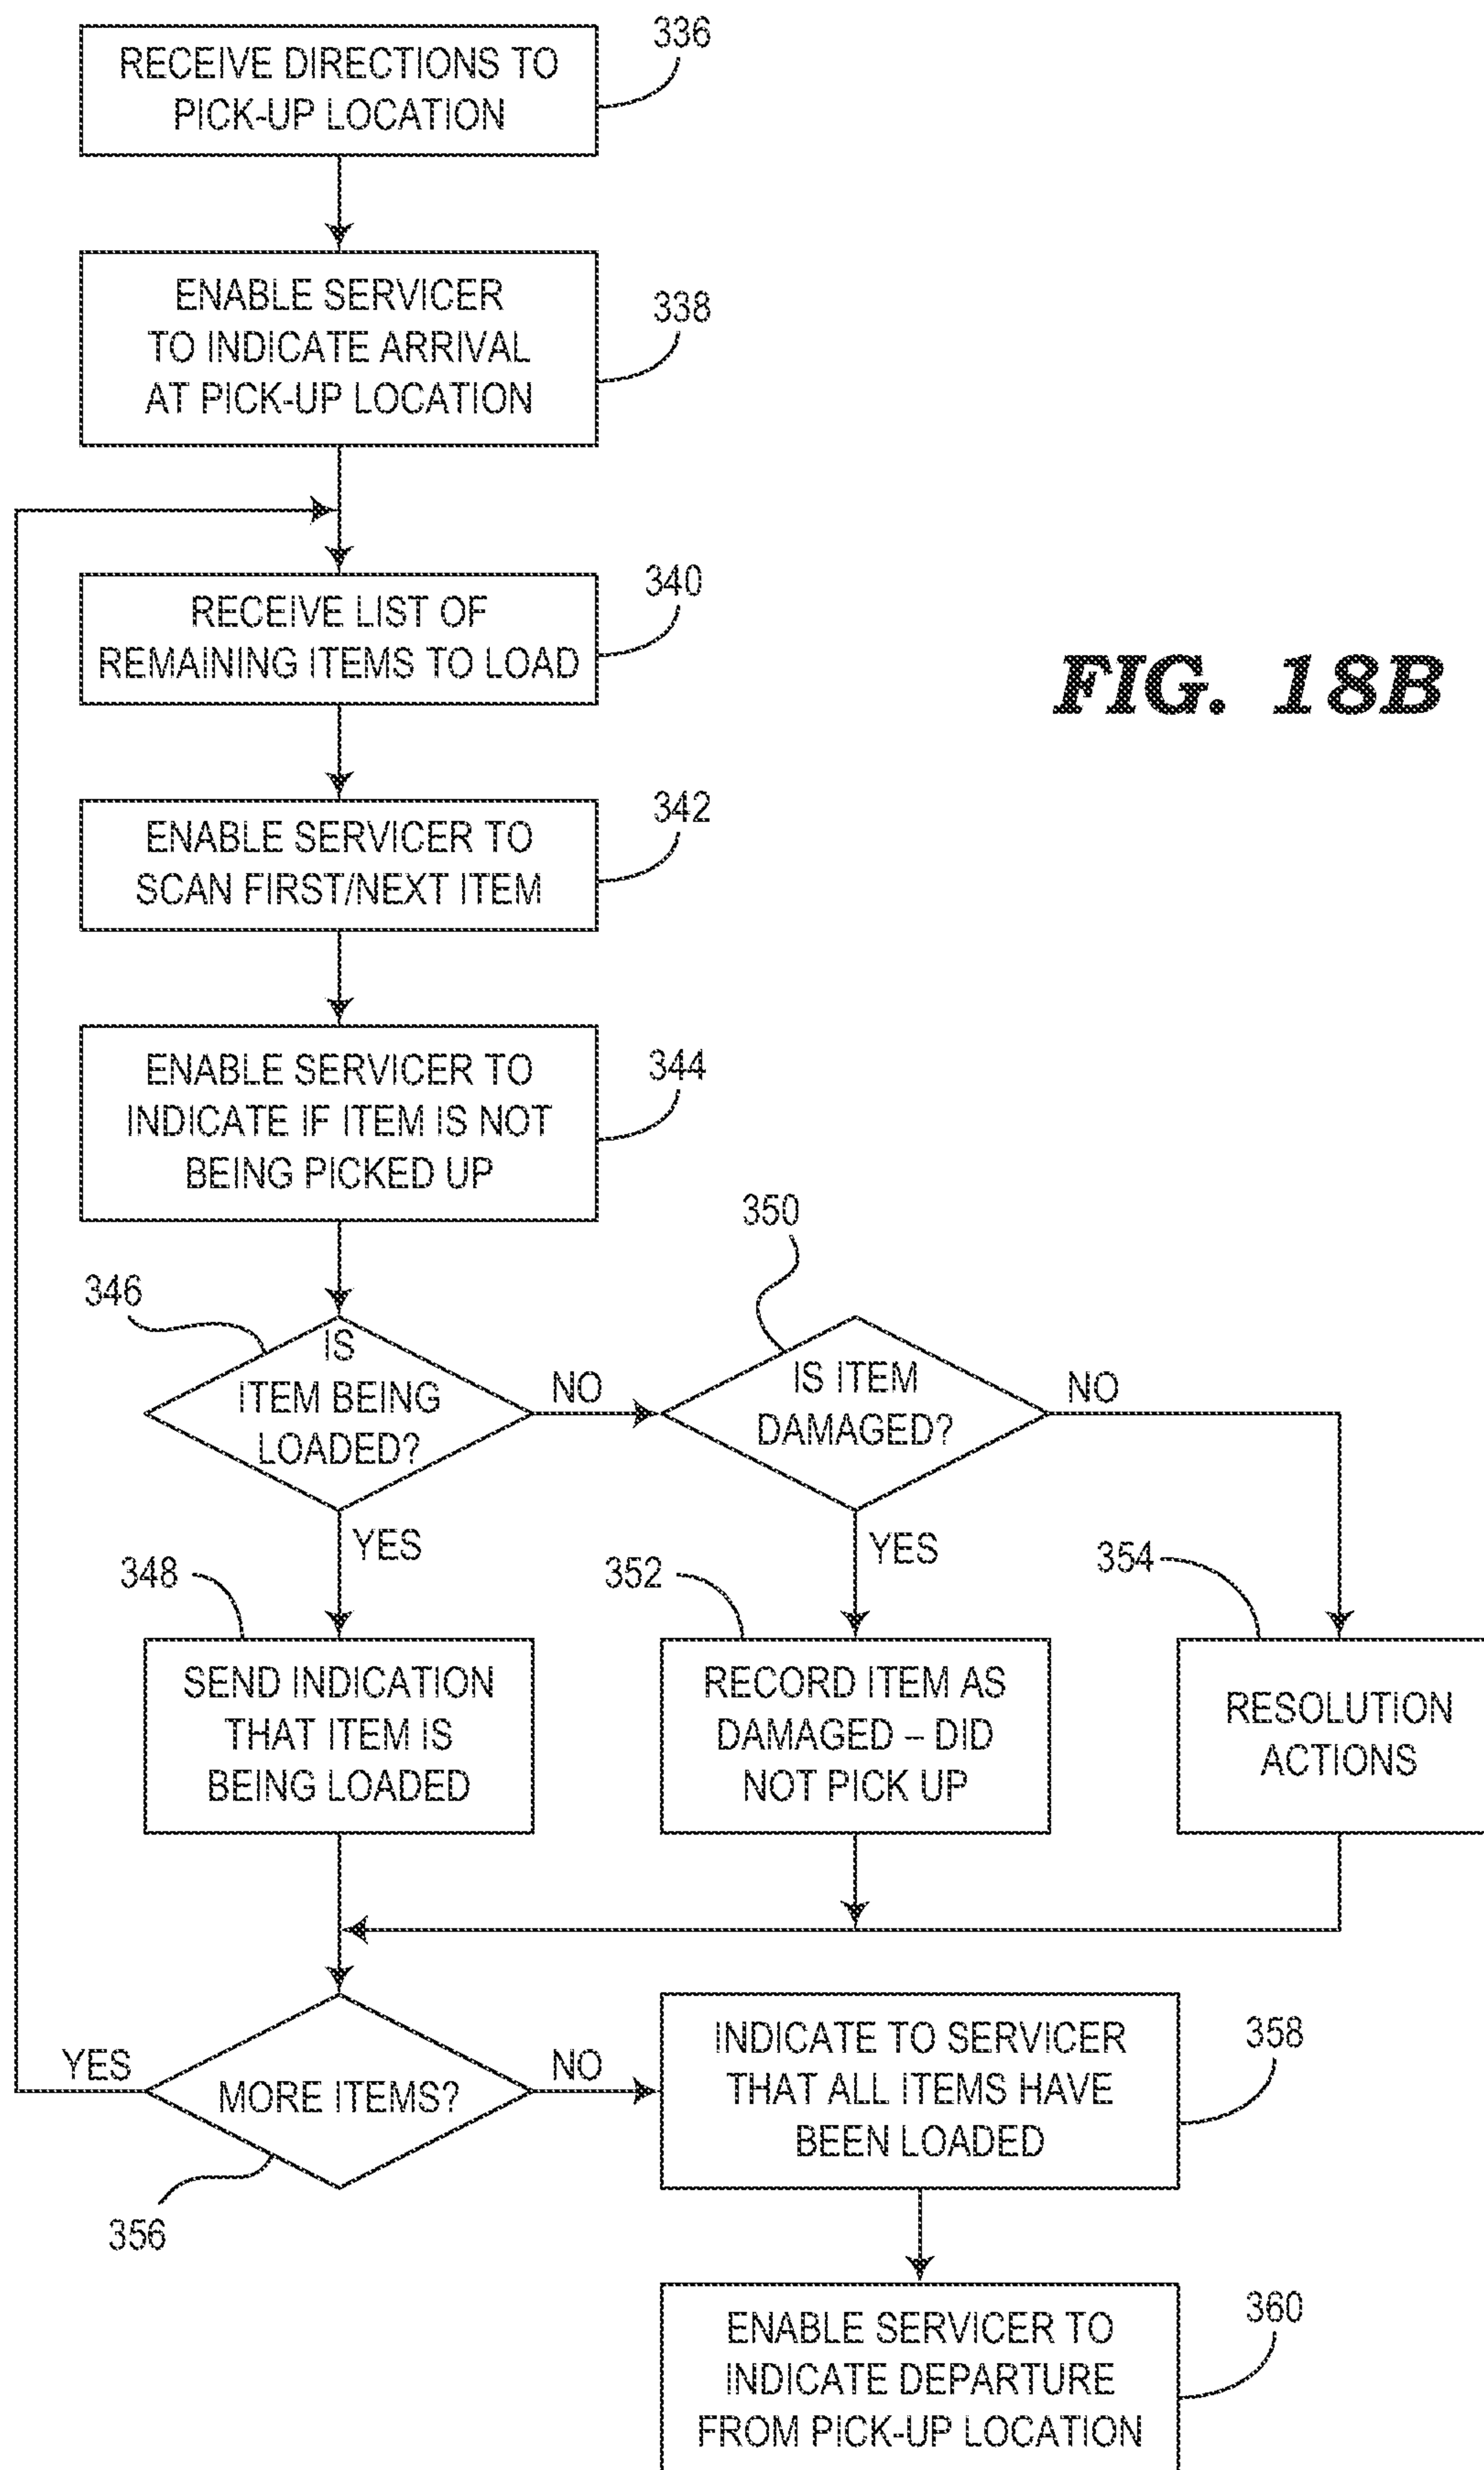 336
RECEIVE DIRECTIONS TO
PICK-UP LOCATION
338
ENABLE SERVICER
TO INDICATE ARRIVAL
AT PICK-UP LOCATION
340
RECEIVE LIST OF
REMAINING ITEMS TO LOAD
FIG. 18B
342
ENABLE SERVICER TO
SCAN FIRST/NEXT ITEM
344
ENABLE SERVICER TO
INDICATE IF ITEM IS NOT
BEING PICKED UP
346
IS
ITEM BEING
LOADED?
NO
350
IS ITEM
DAMAGED?
NO
YES
YES
348
SEND INDICATION
THAT ITEM IS
BEING LOADED
352
RECORD ITEM AS
DAMAGED – DID
NOT PICK UP
354
RESOLUTION
ACTIONS
YES
MORE ITEMS?
NO
356
358
INDICATE TO SERVICER
THAT ALL ITEMS HAVE
BEEN LOADED
360
ENABLE SERVICER TO
INDICATE DEPARTURE
FROM PICK-UP LOCATION